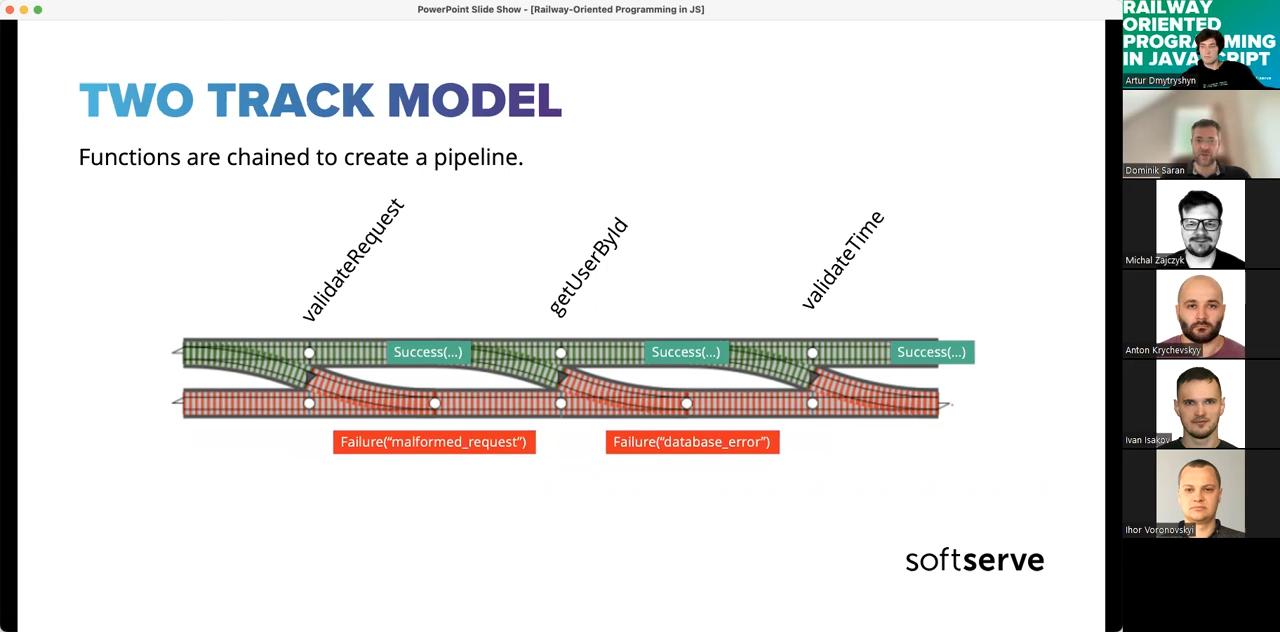 PowerPoint Slide Show - [Railway-Oriented Programming in JS]
TWO TRACK MODEL
Functions are chained to create a pipeline.
validateRequest
getUserById
validateTime
Success(...)
Success(...)
Success(...)
Failure(“malformed_request”)
Failure(“database_error”)
softserve
RAILWAY
ORIENTED
PROGRAMMING
IN JAVASCRIPT
Artur Dmytryshyn
Dominik Saran
Michał Zajczyk
Anton Krychevskyy
Ivan Isakov
Ihor Voronovskyi